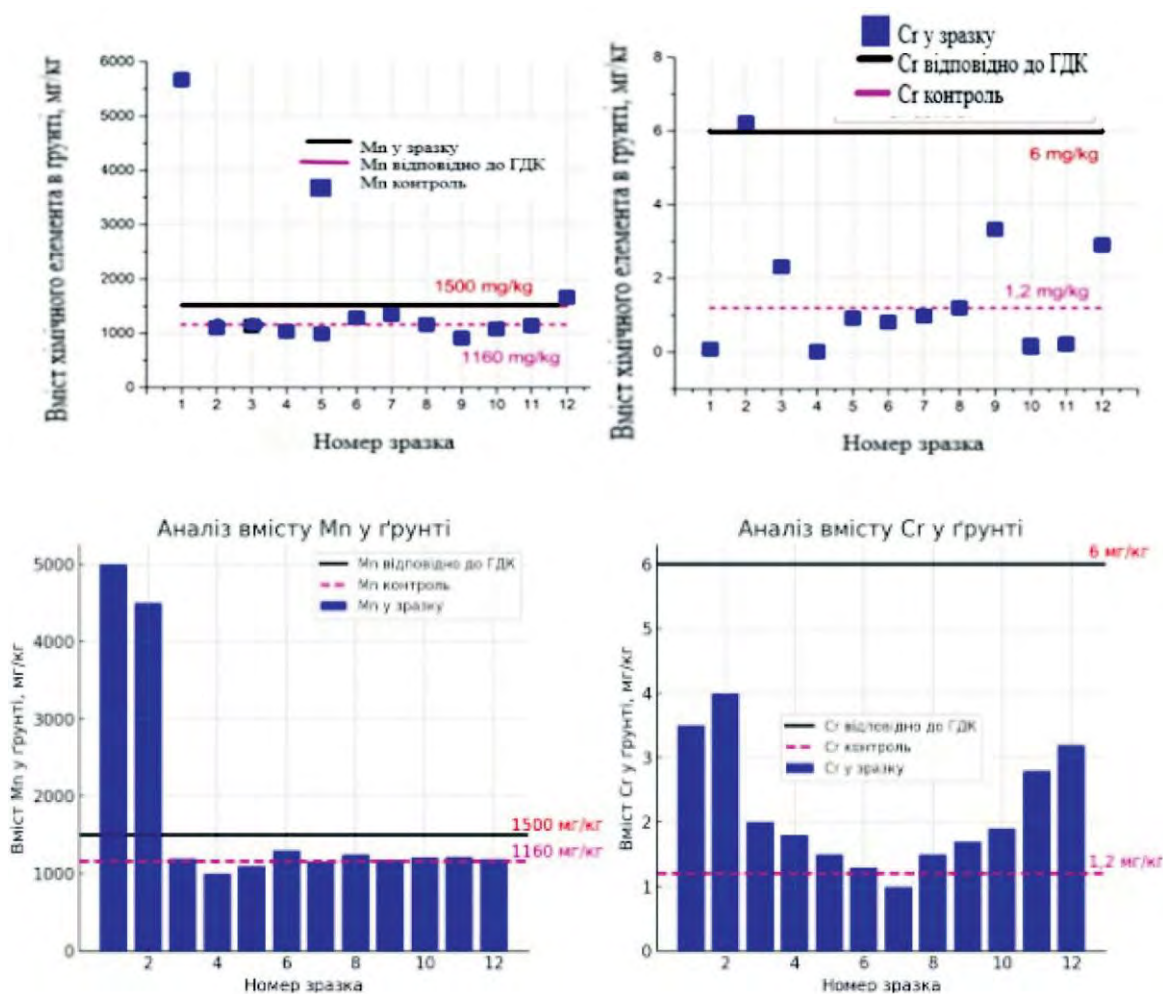 Вміст хімічного елемента в ґрунті, мг/кг
6000
5000
4000
3000
2000
1000
0
Mn у зразку
Mn відповідно до ГДК
Mn контроль
1500 mg/kg
1160 mg/kg
1 2 3 4 5 6 7 8 9 10 11 12
Номер зразка
Вміст хімічного елемента в ґрунті, мг/кг
8
6
4
2
0
Cr у зразку
Cr відповідно до ГДК
Cr контроль
6 mg/kg
1,2 mg/kg
1 2 3 4 5 6 7 8 9 10 11 12
Номер зразка
Аналіз вмісту Mn у ґрунті
Вміст Mn у ґрунті, мг/кг
5000
4000
3000
2000
1000
0
Mn відповідно до ГДК
Mn контроль
Mn у зразку
1500 мг/кг
1160 мг/кг
2 4 6 8 10 12
Номер зразка
Аналіз вмісту Cr у ґрунті
Вміст Cr у ґрунті, мг/кг
6
5
4
3
2
1
0
6 мг/кг
Cr відповідно до ГДК
Cr контроль
Cr у зразку
1,2 мг/кг
2 4 6 8 10 12
Номер зразка